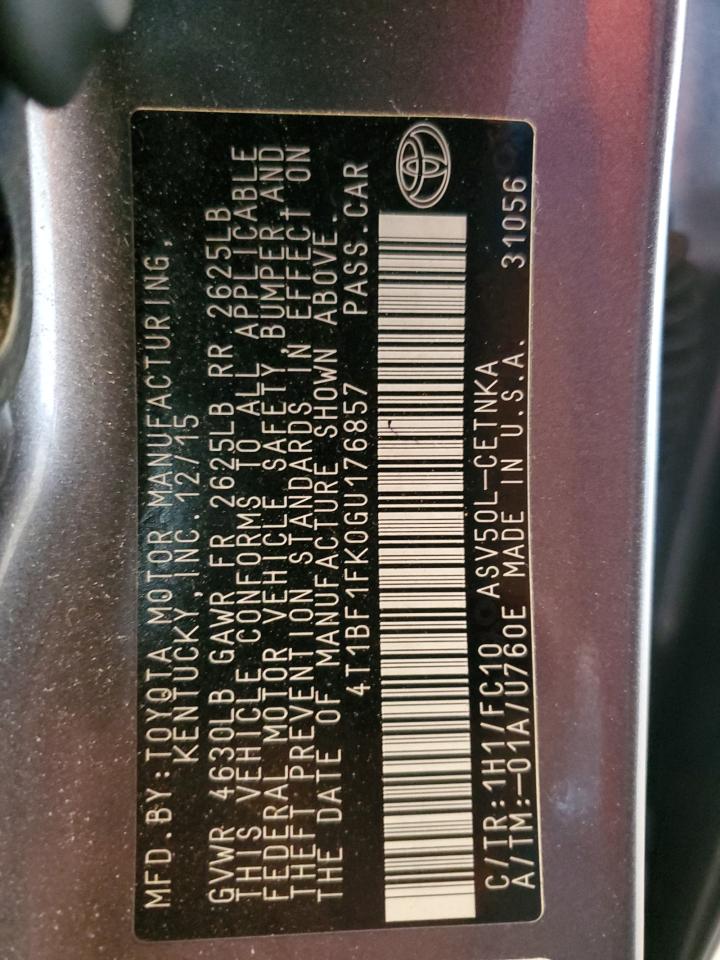 MFD.BY:TOYOTA MOTOR MANUFACTURING,
KENTUCKY,INC.12/15
GVWR 4630LB GAWR FR 2625LB RR 2625LB
THIS VEHICLE CONFORMS TO ALL APPLICABLE
FEDERAL MOTOR VEHICLE SAFETY, BUMPER AND
THEFT PREVENTION STANDARDS IN EFFECT ON
THE DATE OF MANUFACTURE SHOWN ABOVE.
4T1BF1FK0GU176857 PASS.CAR
C/TR:1H1/FC10 ASV50L-CETNKA
A/TM:-01A/U760E MADE IN U.S.A. 31056